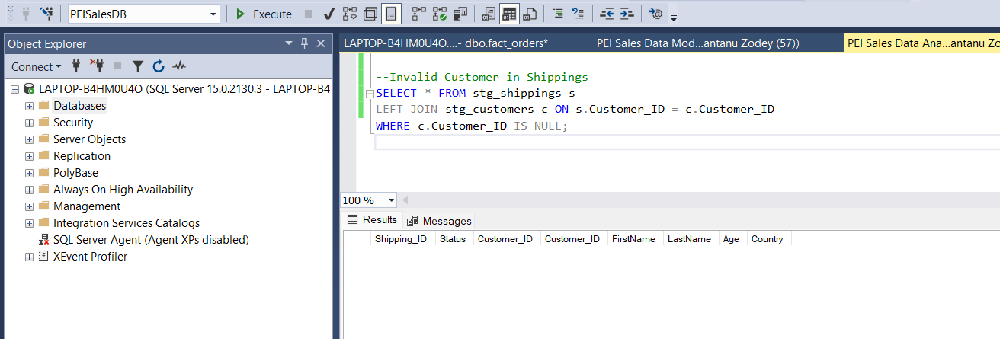 PEISalesDB
Execute
Object Explorer
Connect
LAPTOP-B4HM0U4O (SQL Server 15.0.2130.3 - LAPTOP-B4
Databases
Security
Server Objects
Replication
PolyBase
Always On High Availability
Management
Integration Services Catalogs
SQL Server Agent (Agent XPs disabled)
XEvent Profiler
LAPTOP-B4HM0U4O....- dbo.fact_orders*
PEI Sales Data Mod...antanu Zodey (57))
PEI Sales Data Ana...antanu Zo
--Invalid Customer in Shippings
SELECT * FROM stg_shippings s
LEFT JOIN stg_customers c ON s.Customer_ID = c.Customer_ID
WHERE c.Customer_ID IS NULL;
100 %
Results Messages
Shipping_ID Status Customer_ID Customer_ID FirstName LastName Age Country